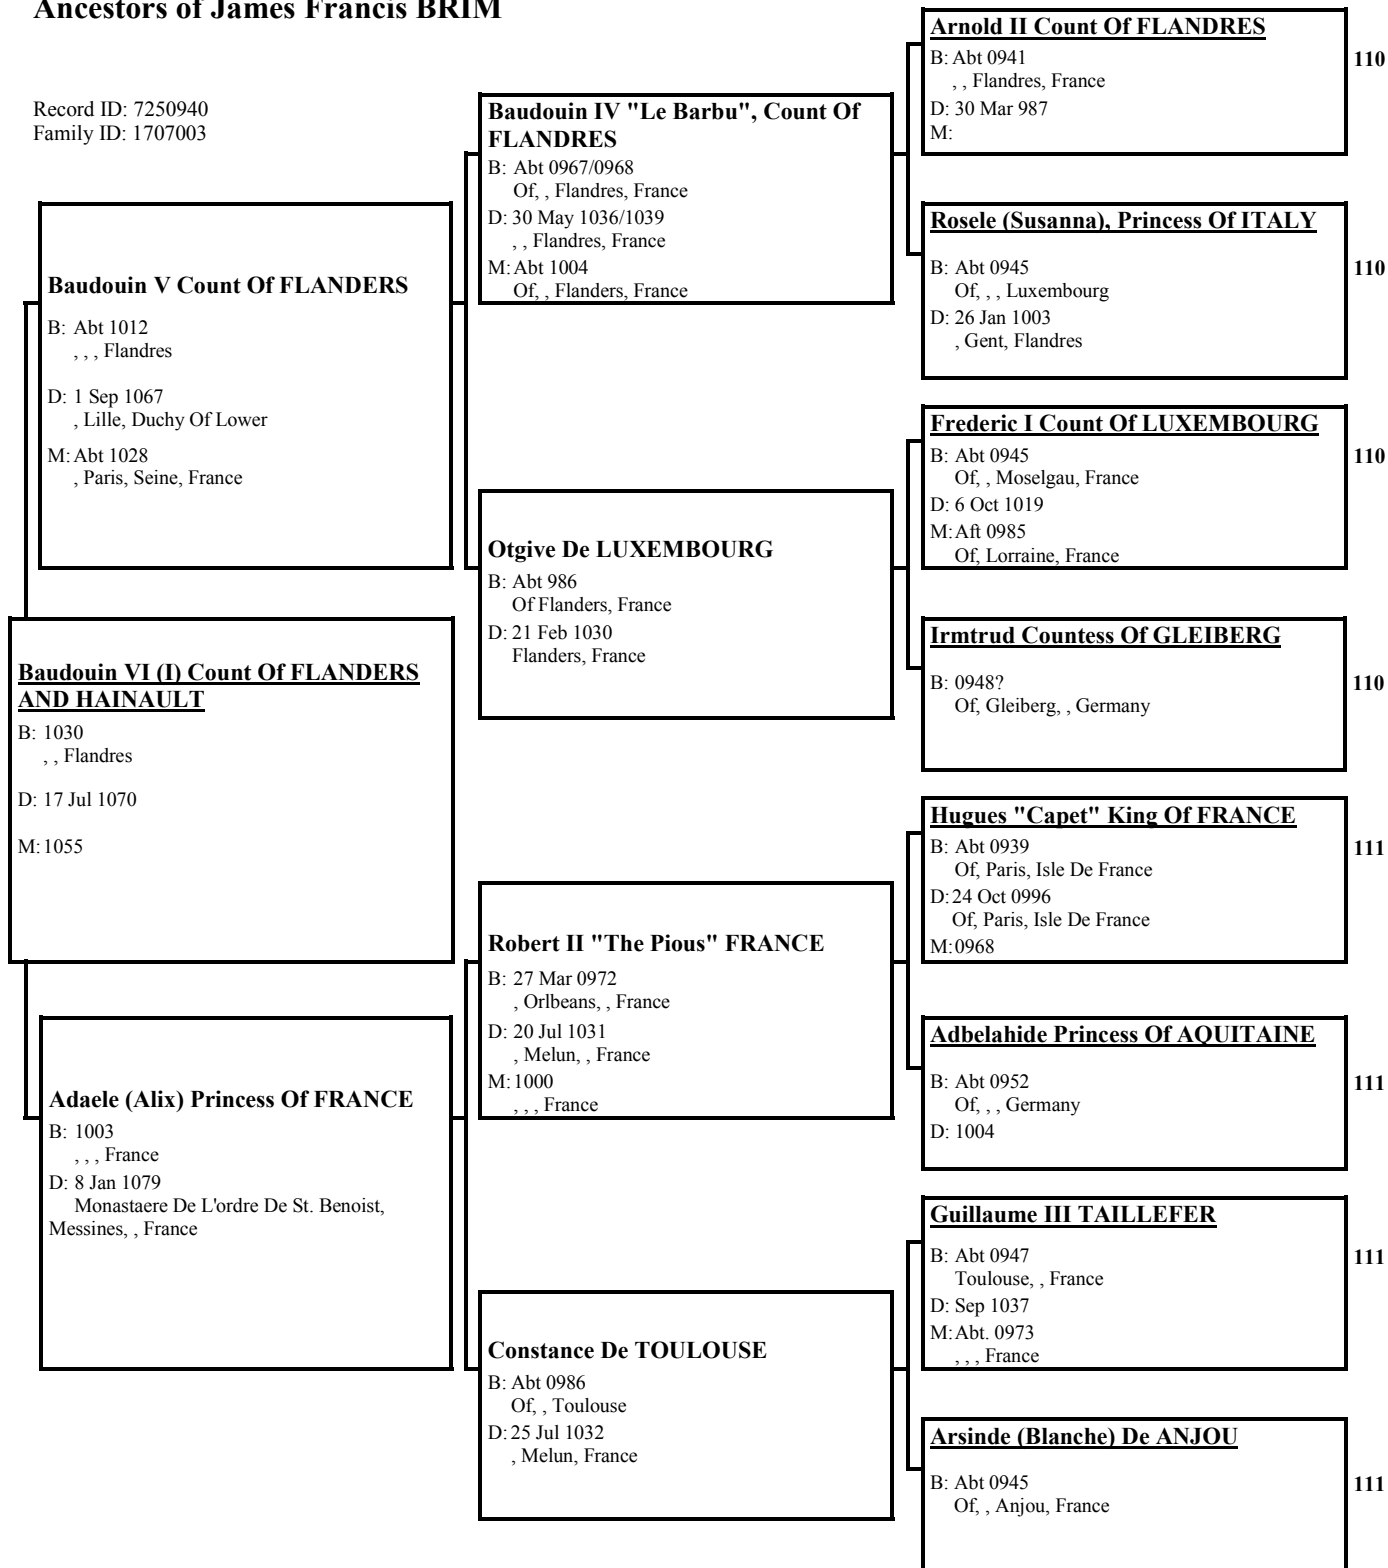 Ancestors of James Francis BRIM
Record ID: 7250940
Family ID: 1707003
Baudouin V Count Of FLANDERS
B: Abt 1012
, , , Flandres
D: 1 Sep 1067
, Lille, Duchy Of Lower
M: Abt 1028
, Paris, Seine, France
Baudouin VI (I) Count Of FLANDERS
AND HAINAULT
B: 1030
, , Flandres
D: 17 Jul 1070
M: 1055
Adaele (Alix) Princess Of FRANCE
B: 1003
, , , France
D: 8 Jan 1079
Monastaere De L'ordre De St. Benoist,
Messines, , France
Baudouin IV "Le Barbu", Count Of
FLANDRES
B: Abt 0967/0968
Of, , Flandres, France
D: 30 May 1036/1039
, , Flandres, France
M: Abt 1004
Of, , Flanders, France
Otgive De LUXEMBOURG
B: Abt 986
Of Flanders, France
D: 21 Feb 1030
Flanders, France
Robert II "The Pious" FRANCE
B: 27 Mar 0972
, Orlbeans, , France
D: 20 Jul 1031
, Melun, , France
M: 1000
, , , France
Constance De TOULOUSE
B: Abt 0986
Of, , Toulouse
D: 25 Jul 1032
, Melun, France
Arnold II Count Of FLANDRES
B: Abt 0941
, , Flandres, France
D: 30 Mar 987
M:
110
Rosele (Susanna), Princess Of ITALY
B: Abt 0945
Of, , , Luxembourg
D: 26 Jan 1003
, Gent, Flandres
110
Frederic I Count Of LUXEMBOURG
B: Abt 0945
Of, , Moselgau, France
D: 6 Oct 1019
M: Aft 0985
Of, Lorraine, France
110
Irmtrud Countess Of GLEIBERG
B: 0948?
Of, Gleiberg, , Germany
110
Hugues "Capet" King Of FRANCE
B: Abt 0939
Of, Paris, Isle De France
D: 24 Oct 0996
Of, Paris, Isle De France
M: 0968
111
Adbelahide Princess Of AQUITAINE
B: Abt 0952
Of, , , Germany
D: 1004
111
Guillaume III TAILLEFER
B: Abt 0947
Toulouse, , France
D: Sep 1037
M: Abt. 0973
, , , France
111
Arsinde (Blanche) De ANJOU
B: Abt 0945
Of, , Anjou, France
111